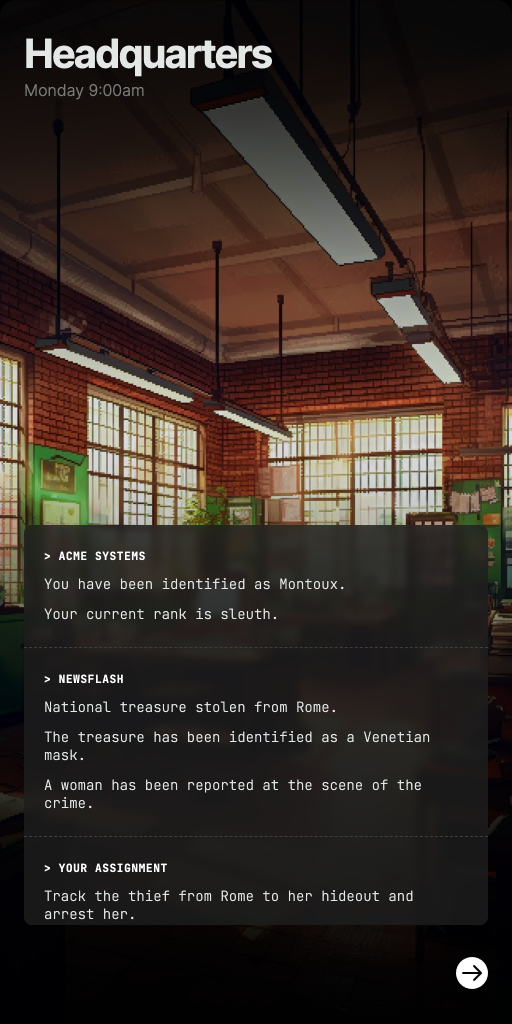 Headquarters
Monday 9:00am
> ACME SYSTEMS
You have been identified as Montoux.
Your current rank is sleuth.
> NEWSFLASH
National treasure stolen from Rome.
The treasure has been identified as a Venetian
mask.
A woman has been reported at the scene of the
crime.
> YOUR ASSIGNMENT
Track the thief from Rome to her hideout and
arrest her.